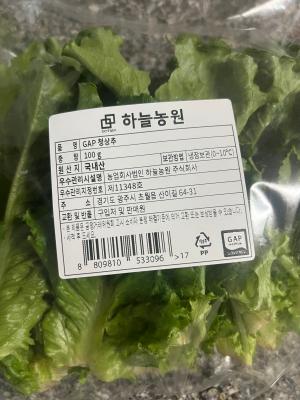 하늘농원
품 명 GAP 청상추
중 량 100 g 보관방법 냉장보관(0~10℃)
원 산 지 국내산
우수관리시설명 농업회사법인 하늘농원 주식회사
우수관리지정번호 제11348호
주 소 경기도 광주시 초월읍 산이길 64-31
교환 및 반품 구입처 및 판매원
8 809810 533096 >17
PP
GAP